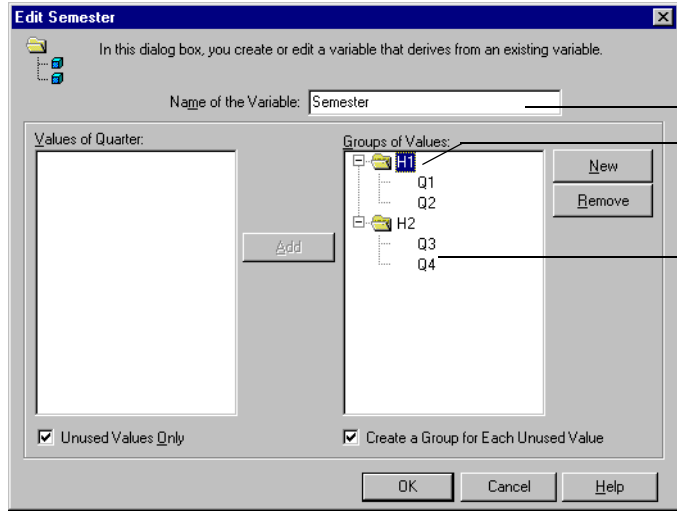 Edit Semester
In this dialog box, you create or edit a variable that derives from an existing variable.
Name of the Variable: Semester
Values of Quarter:
Groups of Values:
H1
Q1
Q2
H2
Q3
Q4
Add
New
Remove
Unused Values Only
Create a Group for Each Unused Value
OK Cancel Help